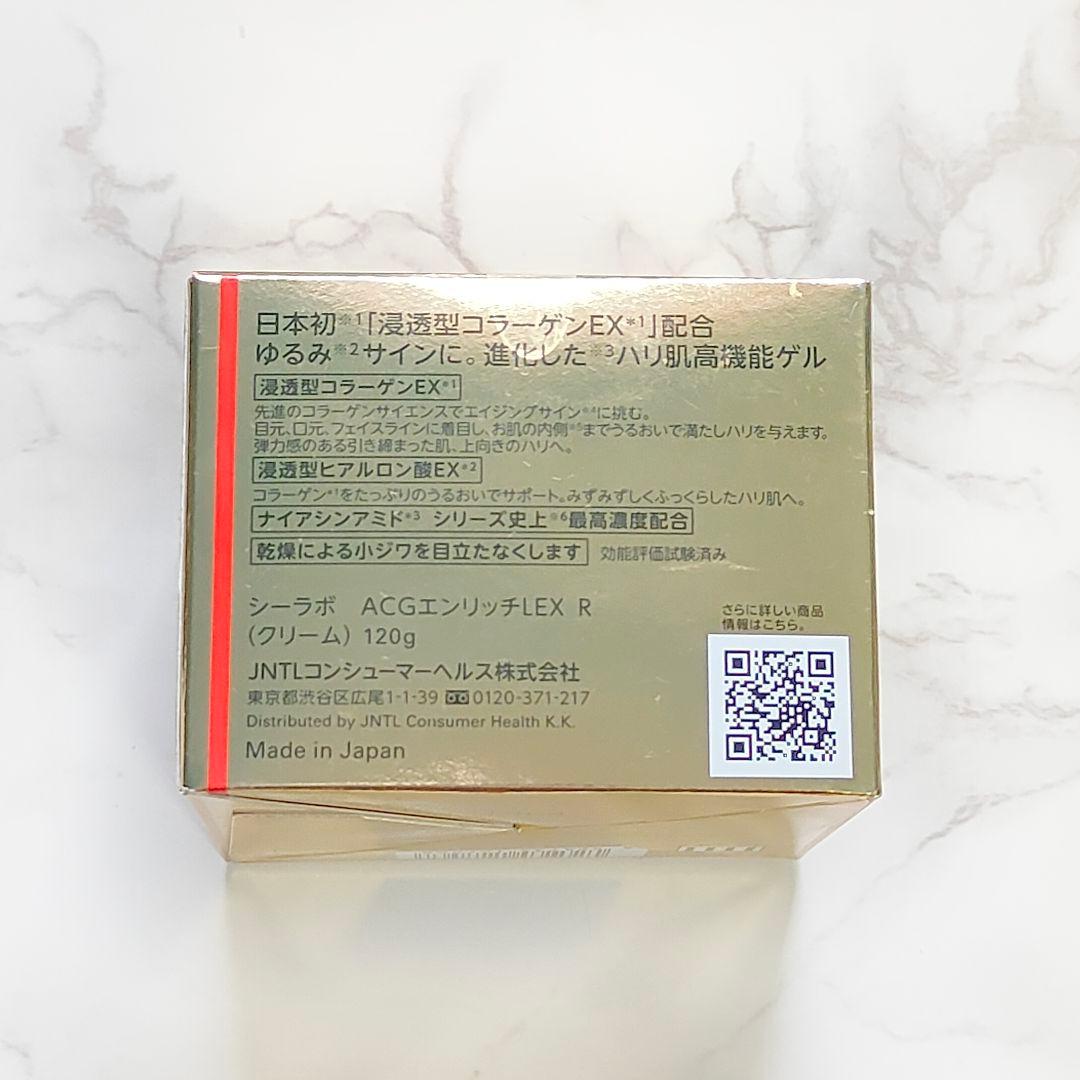 日本初※1「浸透型コラーゲンEX*1」配合
ゆるみ※2サインに。進化した※3ハリ肌高機能ゲル
浸透型コラーゲンEX*1
先進のコラーゲンサイエンスでエイジングサイン※4に挑む。
目元、口元、フェイスラインに着目し、お肌の内側※5までうるおいで満たしハリを与えます。
弾力感のある引き締まった肌、上向きのハリへ。
浸透型ヒアルロン酸EX*2
コラーゲン*1をたっぷりのうるおいでサポート。みずみずしくふっくらしたハリ肌へ。
ナイアシンアミド*3 シリーズ史上※6最高濃度配合
乾燥による小ジワを目立たなくします 効能評価試験済み
シーラボ ACGエンリッチLEX R
(クリーム) 120g
さらに詳しい商品
情報はこちら。
JNTLコンシューマーヘルス株式会社
東京都渋谷区広尾1-1-39 0120-371-217
Distributed by JNTL Consumer Health K.K.
Made in Japan